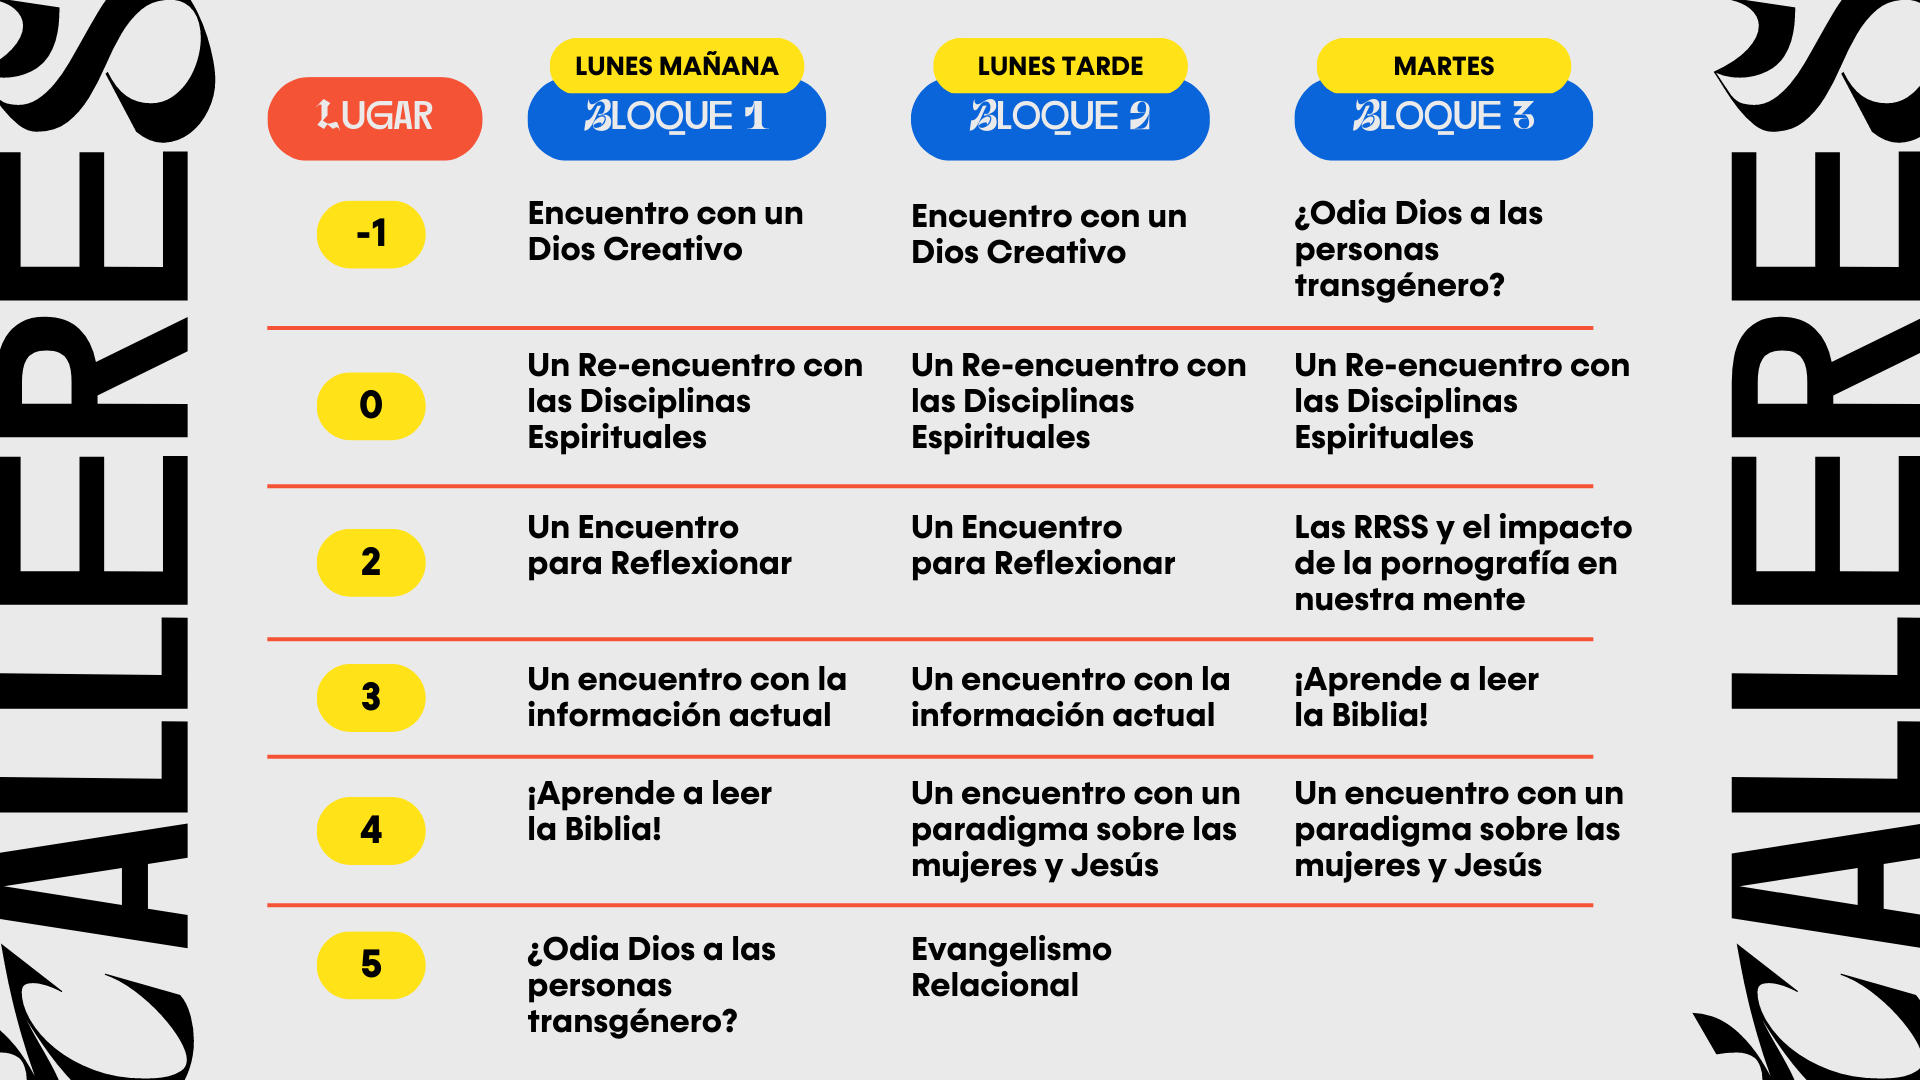 TALLERES
LUGAR
LUNES MAÑANA
BLOQUE 1
LUNES TARDE
BLOQUE 2
MARTES
BLOQUE 3
-1
Encuentro con un
Dios Creativo
Encuentro con un
Dios Creativo
¿Odia Dios a las
personas
transgénero?
0
Un Re-encuentro con
las Disciplinas
Espirituales
Un Re-encuentro con
las Disciplinas
Espirituales
Un Re-encuentro con
las Disciplinas
Espirituales
2
Un Encuentro
para Reflexionar
Un Encuentro
para Reflexionar
Las RRSS y el impacto
de la pornografía en
nuestra mente
3
Un encuentro con la
información actual
Un encuentro con la
información actual
¡Aprende a leer
la Biblia!
4
¡Aprende a leer
la Biblia!
Un encuentro con un
paradigma sobre las
mujeres y Jesús
Un encuentro con un
paradigma sobre las
mujeres y Jesús
5
¿Odia Dios a las
personas
transgénero?
Evangelismo
Relacional
TALLERES